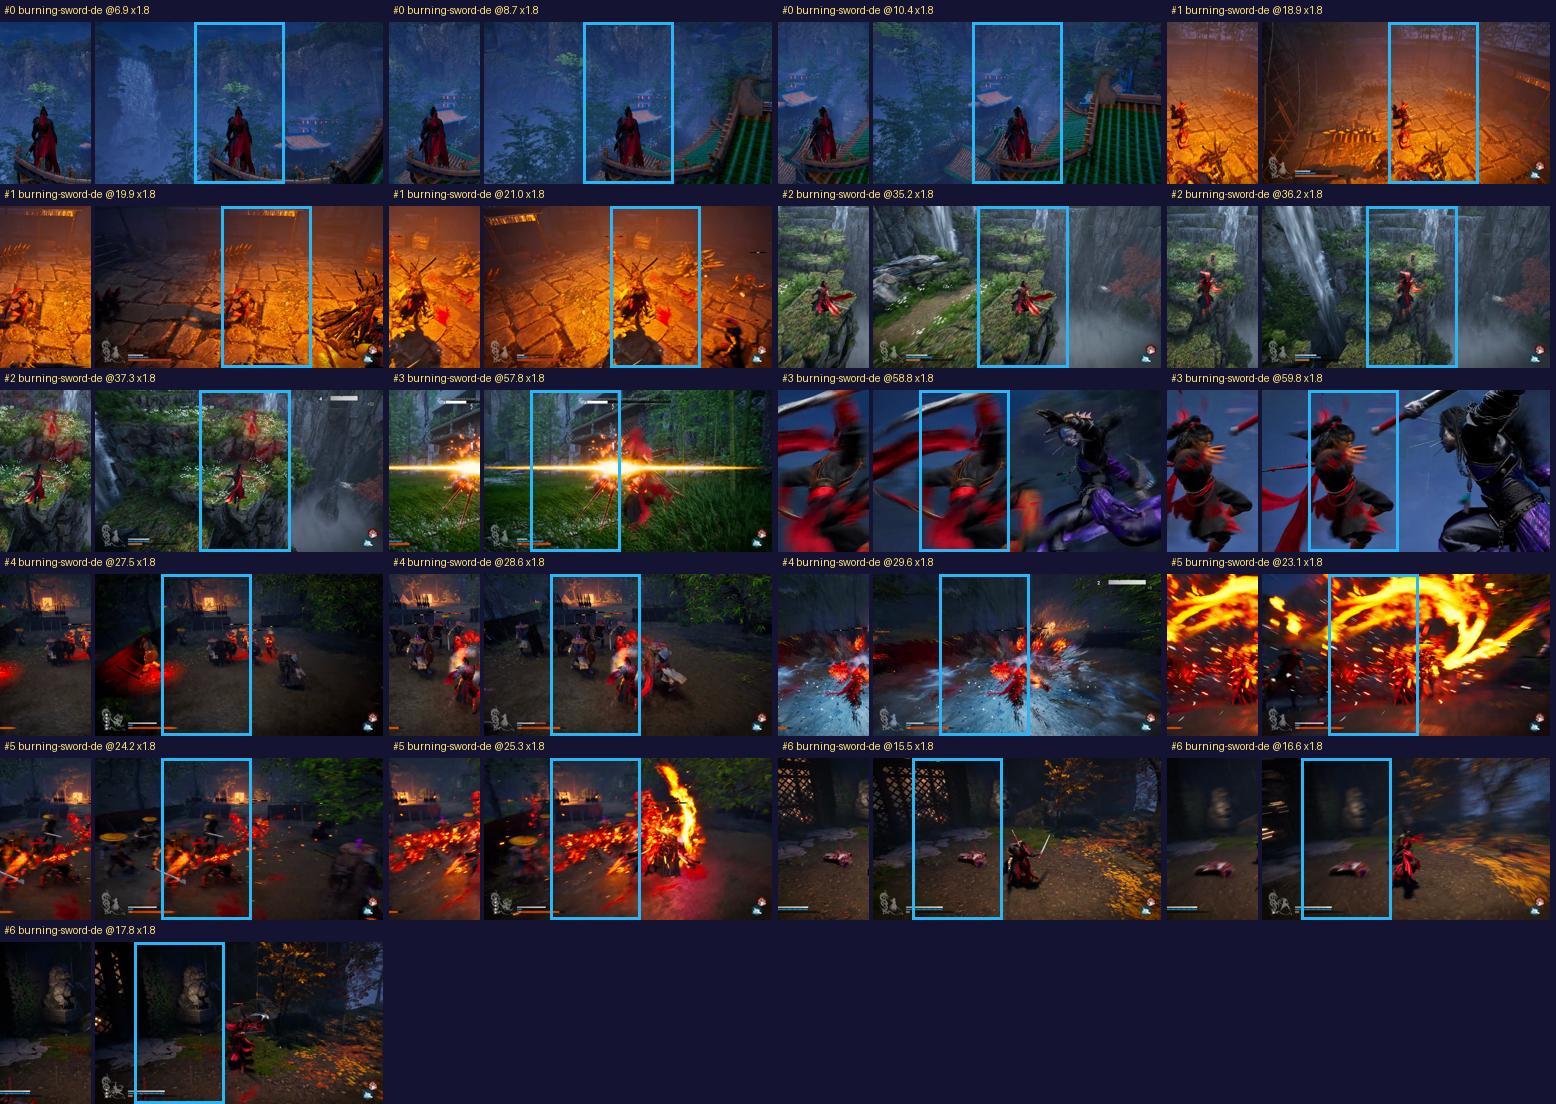 #0 burning-sword-de @6.9 x1.8
#0 burning-sword-de @8.7 x1.8
#0 burning-sword-de @10.4 x1.8
#1 burning-sword-de @18.9 x1.8
#1 burning-sword-de @19.9 x1.8
#1 burning-sword-de @21.0 x1.8
#2 burning-sword-de @35.2 x1.8
#2 burning-sword-de @36.2 x1.8
#2 burning-sword-de @37.3 x1.8
#3 burning-sword-de @57.8 x1.8
#3 burning-sword-de @58.8 x1.8
#3 burning-sword-de @59.8 x1.8
#4 burning-sword-de @27.5 x1.8
#4 burning-sword-de @28.6 x1.8
#4 burning-sword-de @29.6 x1.8
#5 burning-sword-de @23.1 x1.8
#5 burning-sword-de @24.2 x1.8
#5 burning-sword-de @25.3 x1.8
#6 burning-sword-de @15.5 x1.8
#6 burning-sword-de @16.6 x1.8
#6 burning-sword-de @17.8 x1.8